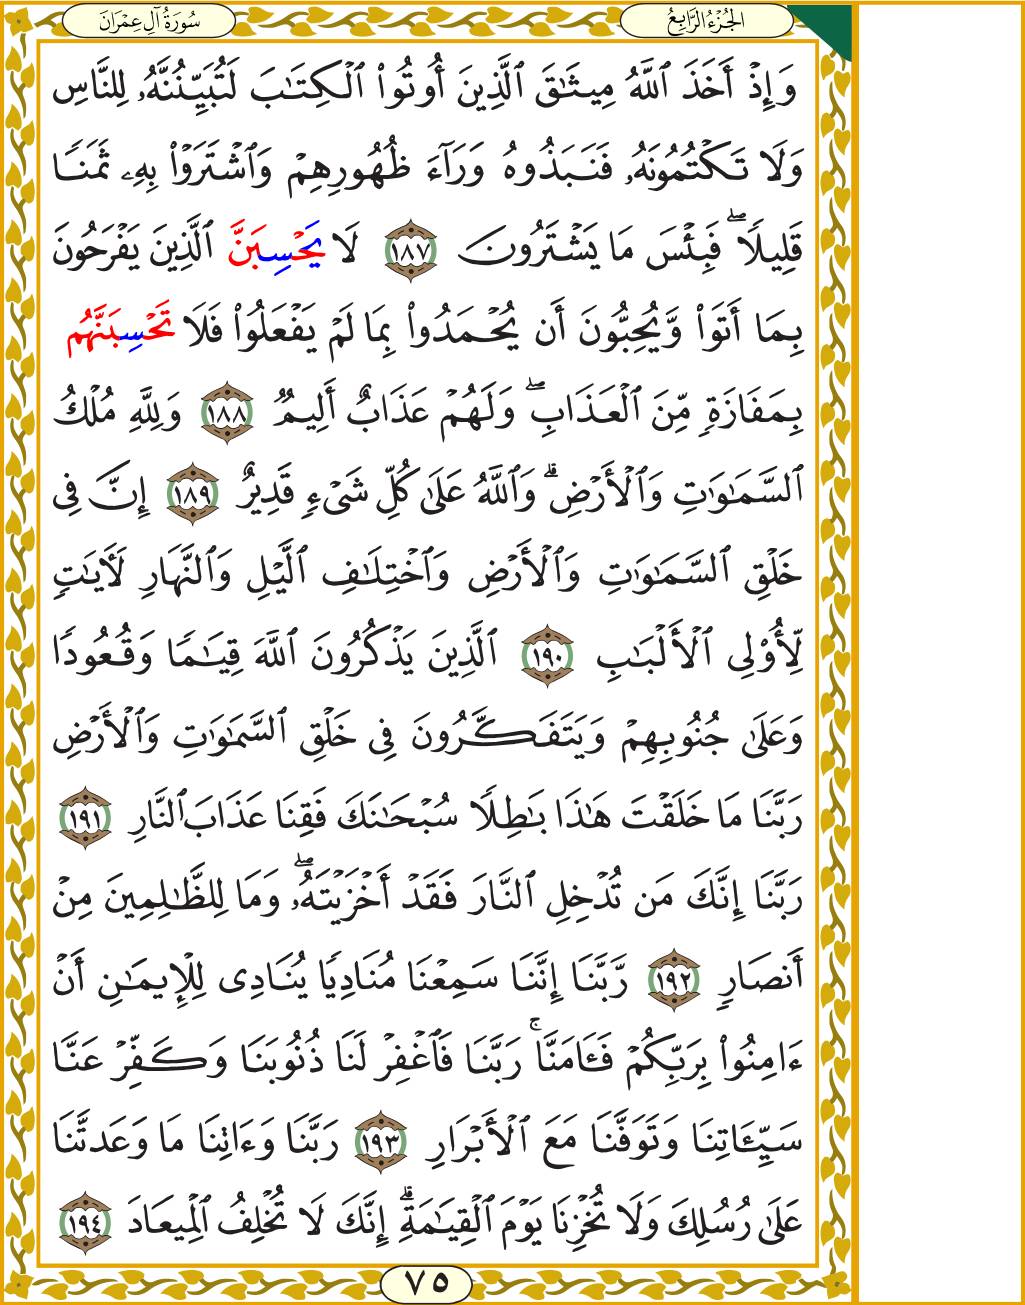 الجُزْءُ الرَّابِعُ
سُورَةُ آلِ عِمْرَانَ
وَإِذْ أَخَذَ ٱللَّهُ مِيثَٰقَ ٱلَّذِينَ أُوتُوا۟ ٱلْكِتَٰبَ لَتُبَيِّنُنَّهُۥ لِلنَّاسِ
وَلَا تَكْتُمُونَهُۥ فَنَبَذُوهُ وَرَآءَ ظُهُورِهِمْ وَٱشْتَرَوْا۟ بِهِۦ ثَمَنًا
قَلِيلًا ۖ فَبِئْسَ مَا يَشْتَرُونَ ١٨٧ لَا يَحْسِبَنَّ ٱلَّذِينَ يَفْرَحُونَ
بِمَا أَتَوا۟ وَّيُحِبُّونَ أَن يُحْمَدُوا۟ بِمَا لَمْ يَفْعَلُوا۟ فَلَا تَحْسِبَنَّهُم
بِمَفَازَةٍ مِّنَ ٱلْعَذَابِ ۖ وَلَهُمْ عَذَابٌ أَلِيمٌ ١٨٨ وَلِلَّهِ مُلْكُ
ٱلسَّمَٰوَٰتِ وَٱلْأَرْضِ ۗ وَٱللَّهُ عَلَىٰ كُلِّ شَىْءٍ قَدِيرٌ ١٨٩ إِنَّ فِى
خَلْقِ ٱلسَّمَٰوَٰتِ وَٱلْأَرْضِ وَٱخْتِلَٰفِ ٱلَّيْلِ وَٱلنَّهَارِ لَـَٔايَٰتٍ
لِّأُو۟لِى ٱلْأَلْبَٰبِ ١٩٠ ٱلَّذِينَ يَذْكُرُونَ ٱللَّهَ قِيَٰمًا وَقُعُودًا
وَعَلَىٰ جُنُوبِهِمْ وَيَتَفَكَّرُونَ فِى خَلْقِ ٱلسَّمَٰوَٰتِ وَٱلْأَرْضِ
رَبَّنَا مَا خَلَقْتَ هَٰذَا بَٰطِلًا سُبْحَٰنَكَ فَقِنَا عَذَابَ ٱلنَّارِ ١٩١
رَبَّنَا إِنَّكَ مَن تُدْخِلِ ٱلنَّارَ فَقَدْ أَخْزَيْتَهُۥ ۖ وَمَا لِلظَّٰلِمِينَ مِنْ
أَنصَارٍ ١٩٢ رَّبَّنَا إِنَّنَا سَمِعْنَا مُنَادِيًا يُنَادِى لِلْإِيمَٰنِ أَنْ
ءَامِنُوا۟ بِرَبِّكُمْ فَـَٔامَنَّا ۚ رَبَّنَا فَٱغْفِرْ لَنَا ذُنُوبَنَا وَكَفِّرْ عَنَّا
سَيِّـَٔاتِنَا وَتَوَفَّنَا مَعَ ٱلْأَبْرَارِ ١٩٣ رَبَّنَا وَءَاتِنَا مَا وَعَدتَّنَا
عَلَىٰ رُسُلِكَ وَلَا تُخْزِنَا يَوْمَ ٱلْقِيَٰمَةِ ۗ إِنَّكَ لَا تُخْلِفُ ٱلْمِيعَادَ ١٩٤
٧٥